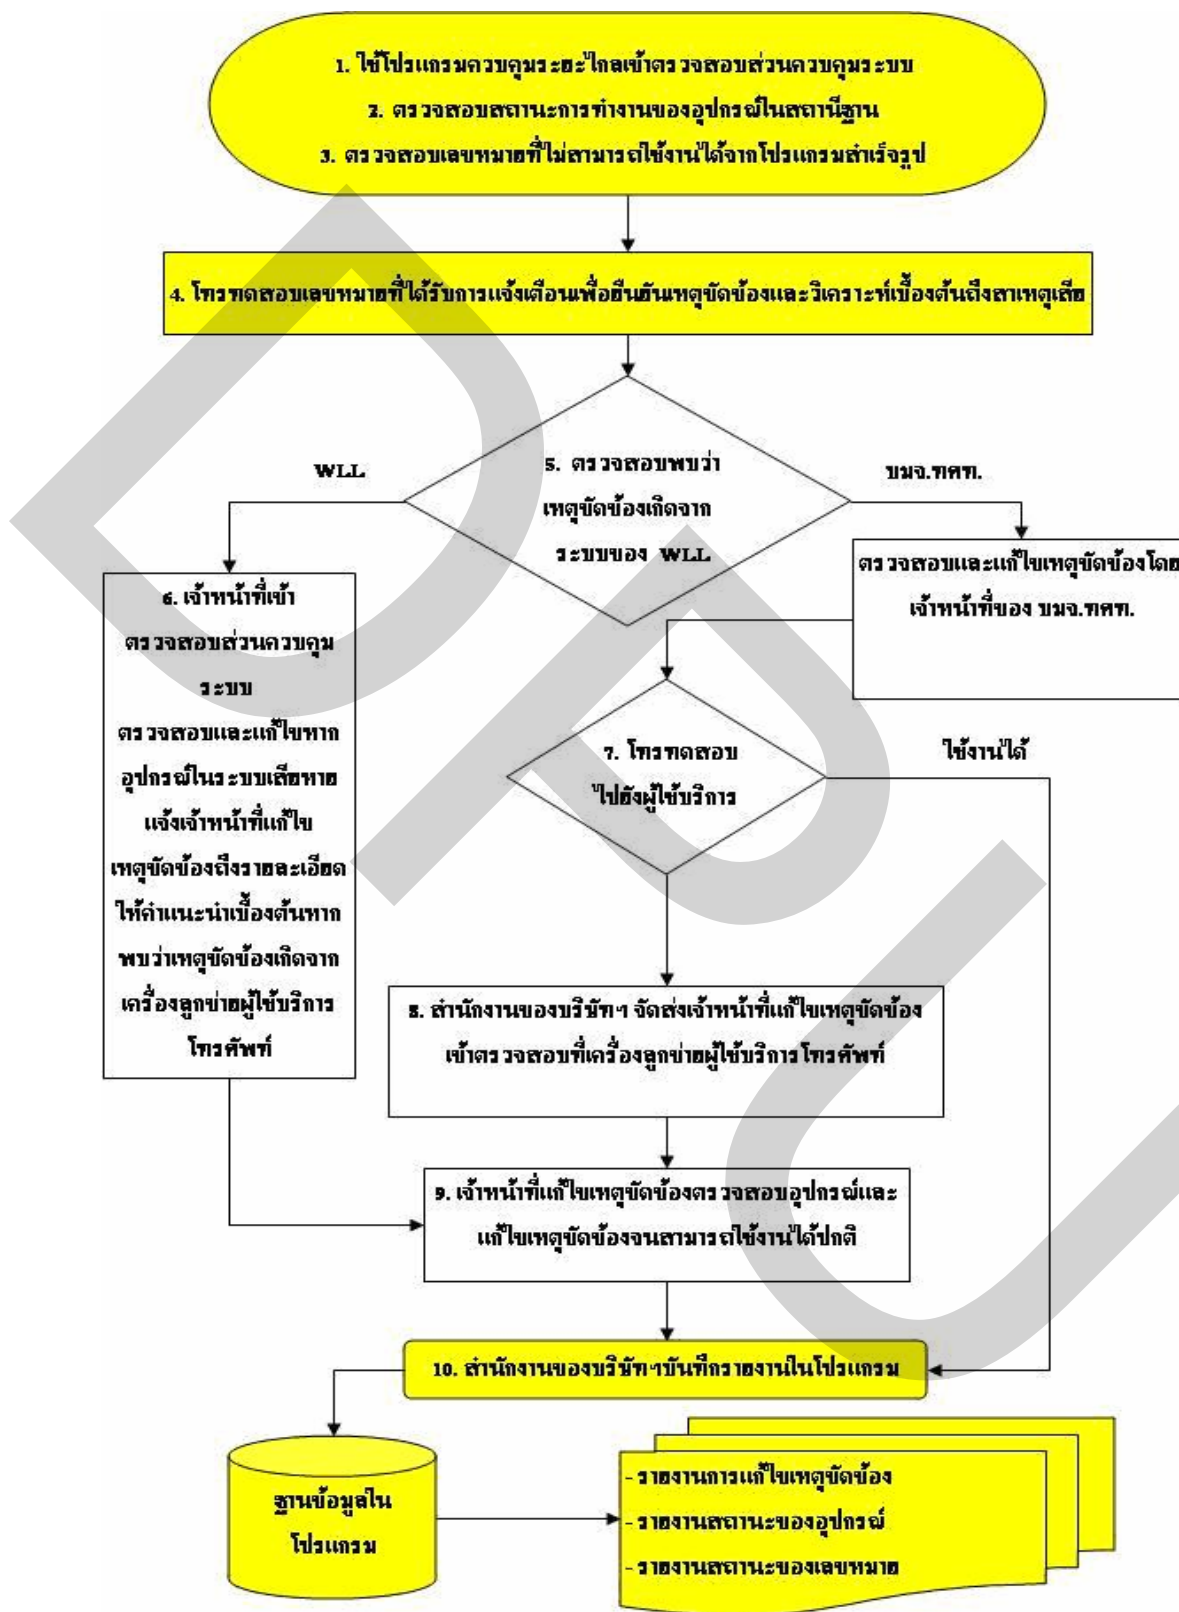 1. ใช้โปรแกรมควบคุมระยะไกลเข้าตรวจสอบส่วนควบคุมระบบ
2. ตรวจสอบสถานะการทำงานของอุปกรณ์ในสถานีฐาน
3. ตรวจสอบเลขหมายที่ไม่สามารถใช้งานได้จากโปรแกรมสำเร็จรูป
4. โทรทดสอบเลขหมายที่ได้รับการแจ้งเตือนเพื่อยืนยันเหตุขัดข้องและวิเคราะห์เบื้องต้นถึงสาเหตุเสีย
WLL
5. ตรวจสอบพบว่า
เหตุขัดข้องเกิดจาก
ระบบของ WLL
บมจ.ทศท.
ตรวจสอบและแก้ไขเหตุขัดข้องโดย
เจ้าหน้าที่ของ บมจ.ทศท.
6. เจ้าหน้าที่เข้า
ตรวจสอบส่วนควบคุม
ระบบ
ตรวจสอบและแก้ไขหาก
อุปกรณ์ในระบบเสียหาย
แจ้งเจ้าหน้าที่แก้ไข
เหตุขัดข้องถึงรายละเอียด
ให้คำแนะนำเบื้องต้นหาก
พบว่าเหตุขัดข้องเกิดจาก
เครื่องลูกข่ายผู้ใช้บริการ
โทรศัพท์
7. โทรทดสอบ
ไปยังผู้ใช้บริการ
ใช้งานได้
8. สำนักงานของบริษัทฯ จัดส่งเจ้าหน้าที่แก้ไขเหตุขัดข้อง
เข้าตรวจสอบที่เครื่องลูกข่ายผู้ใช้บริการโทรศัพท์
9. เจ้าหน้าที่แก้ไขเหตุขัดข้องตรวจสอบอุปกรณ์และ
แก้ไขเหตุขัดข้องจนสามารถใช้งานได้ปกติ
10. สำนักงานของบริษัทฯบันทึกรายงานในโปรแกรม
ฐานข้อมูลใน
โปรแกรม
- รายงานการแก้ไขเหตุขัดข้อง
- รายงานสถานะของอุปกรณ์
- รายงานสถานะของเลขหมาย
DPU